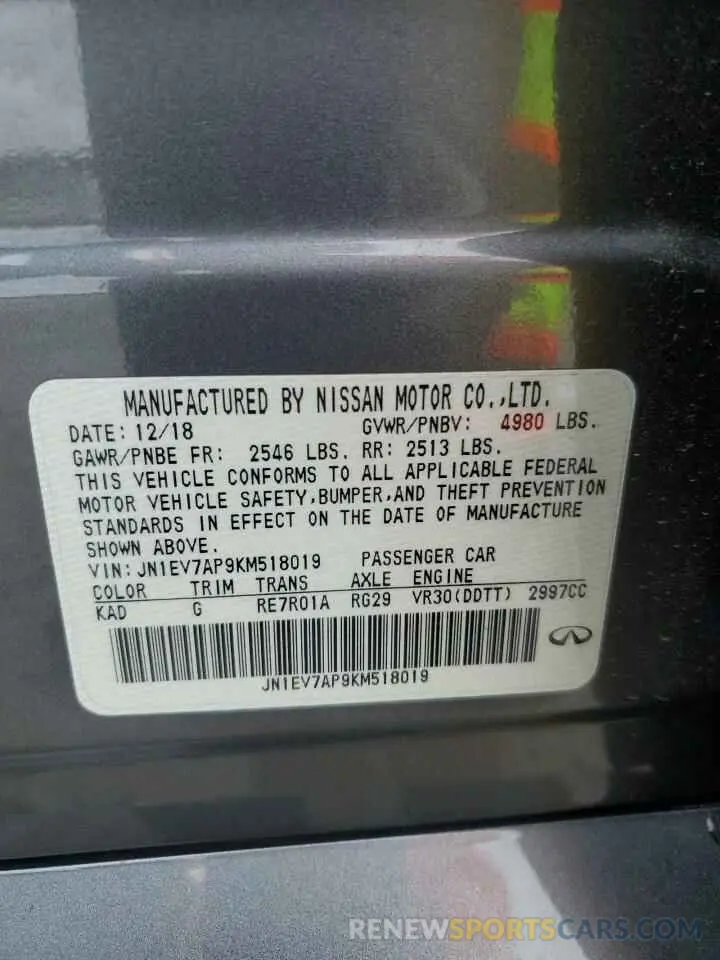 MANUFACTURED BY NISSAN MOTOR CO.,LTD.
DATE: 12/18 GVWR/PNBV: 4980 LBS.
GAWR/PNBE FR: 2546 LBS. RR: 2513 LBS.
THIS VEHICLE CONFORMS TO ALL APPLICABLE FEDERAL
MOTOR VEHICLE SAFETY,BUMPER,AND THEFT PREVENTION
STANDARDS IN EFFECT ON THE DATE OF MANUFACTURE
SHOWN ABOVE.
VIN: JN1EV7AP9KM518019 PASSENGER CAR
COLOR TRIM TRANS AXLE ENGINE
KAD G RE7R01A RG29 VR30(DDTT) 2997CC
JN1EV7AP9KM518019
RENEWSPORTSCARS.COM